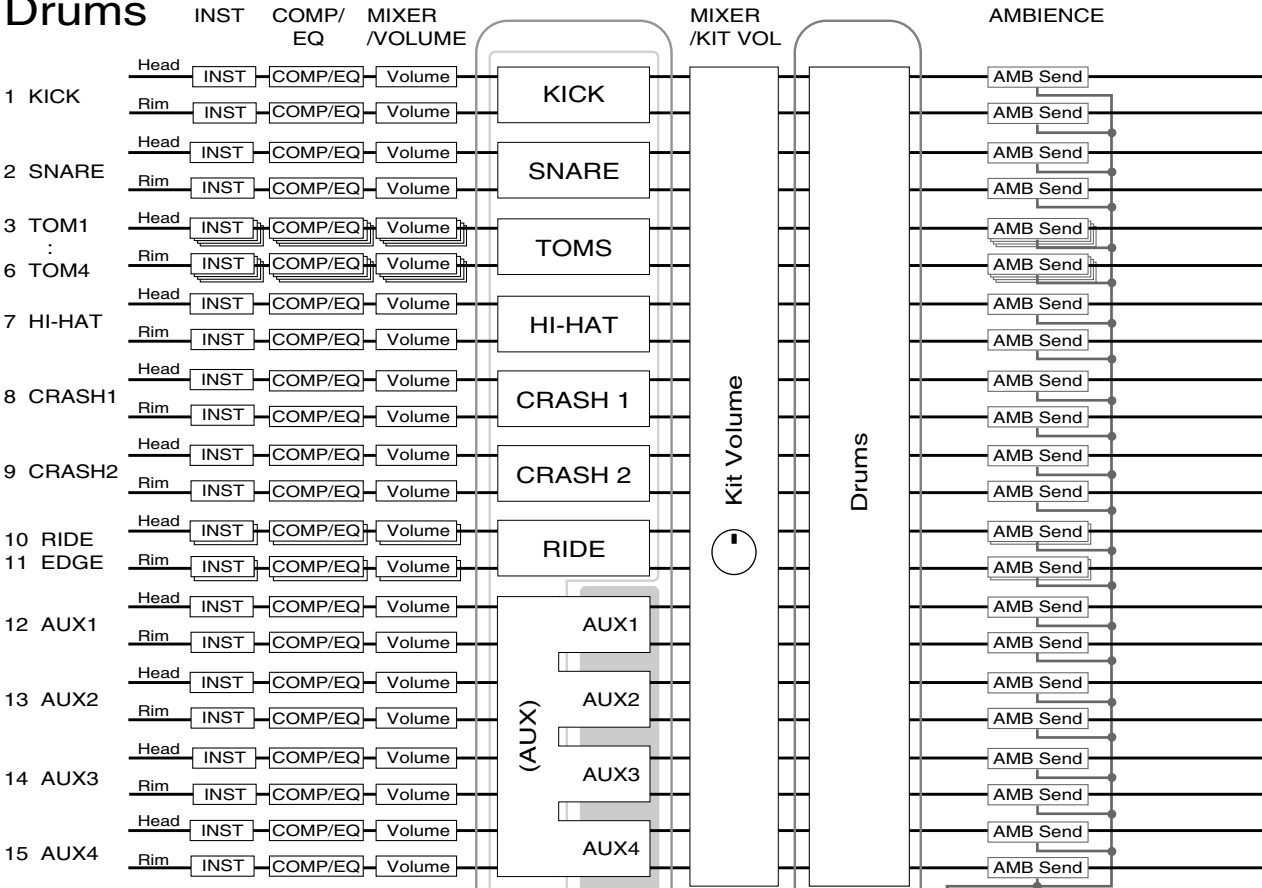 Drums
INST COMP/ EQ MIXER /VOLUME MIXER /KIT VOL AMBIENCE
1 KICK
Head INST COMP/EQ Volume AMB Send
Rim INST COMP/EQ Volume AMB Send
KICK
2 SNARE
Head INST COMP/EQ Volume AMB Send
Rim INST COMP/EQ Volume AMB Send
SNARE
3 TOM1
:
6 TOM4
Head INST COMP/EQ Volume AMB Send
Rim INST COMP/EQ Volume AMB Send
TOMS
7 HI-HAT
Head INST COMP/EQ Volume AMB Send
Rim INST COMP/EQ Volume AMB Send
HI-HAT
8 CRASH1
Head INST COMP/EQ Volume AMB Send
Rim INST COMP/EQ Volume AMB Send
CRASH 1
9 CRASH2
Head INST COMP/EQ Volume AMB Send
Rim INST COMP/EQ Volume AMB Send
CRASH 2
10 RIDE
11 EDGE
Head INST COMP/EQ Volume AMB Send
Rim INST COMP/EQ Volume AMB Send
RIDE
12 AUX1
Head INST COMP/EQ Volume AMB Send
Rim INST COMP/EQ Volume AMB Send
AUX1
13 AUX2
Head INST COMP/EQ Volume AMB Send
Rim INST COMP/EQ Volume AMB Send
AUX2
14 AUX3
Head INST COMP/EQ Volume AMB Send
Rim INST COMP/EQ Volume AMB Send
AUX3
15 AUX4
Head INST COMP/EQ Volume AMB Send
Rim INST COMP/EQ Volume AMB Send
AUX4
(AUX)
Kit Volume
Drums